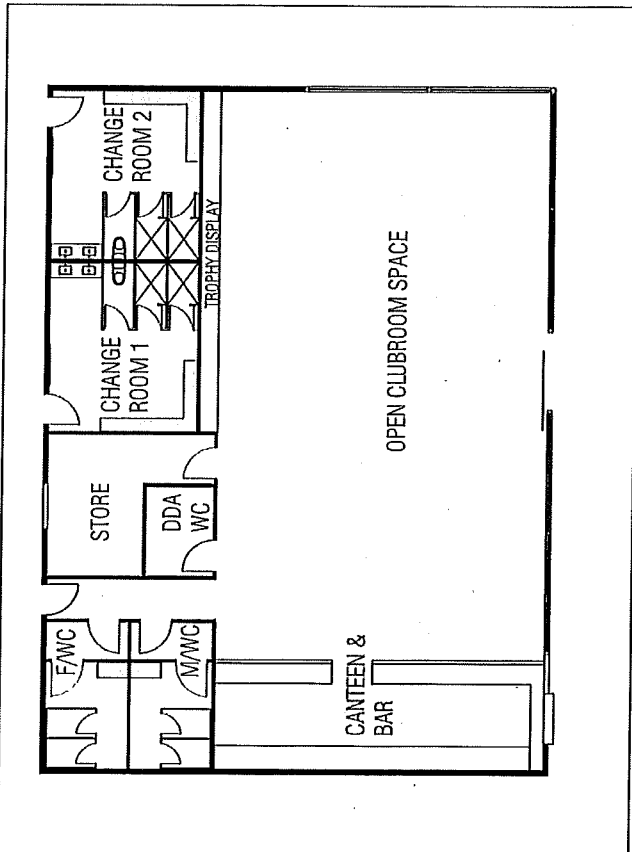 CHANGE
ROOM 2
TROPHY DISPLAY
CHANGE
ROOM 1
OPEN CLUBROOM SPACE
STORE
DDA
WC
F/WC
M/WC
CANTEEN &
BAR